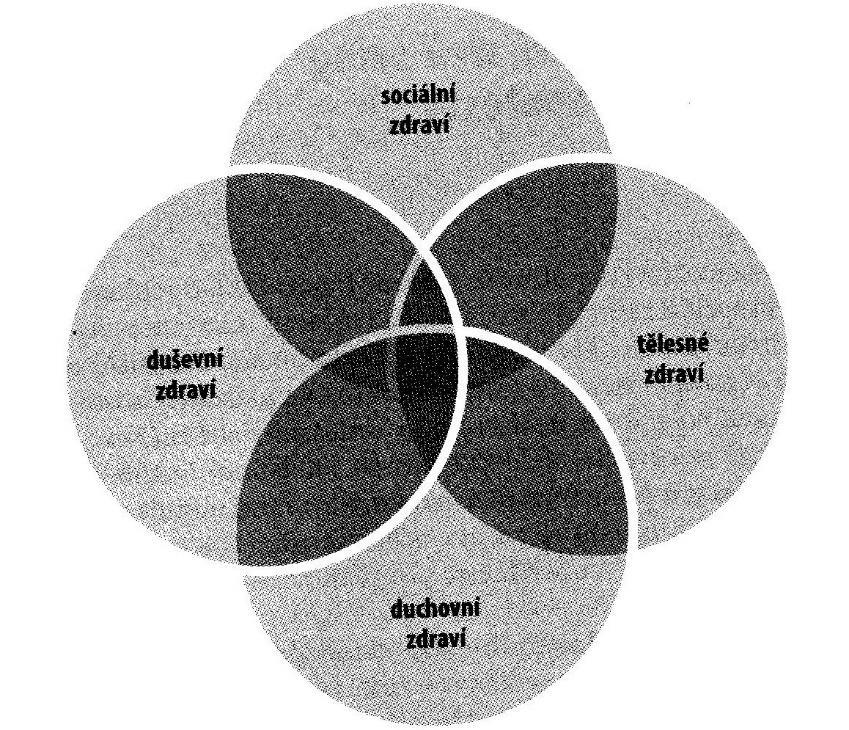 sociální
zdraví
duševní
zdraví
tělesné
zdraví
duchovní
zdraví